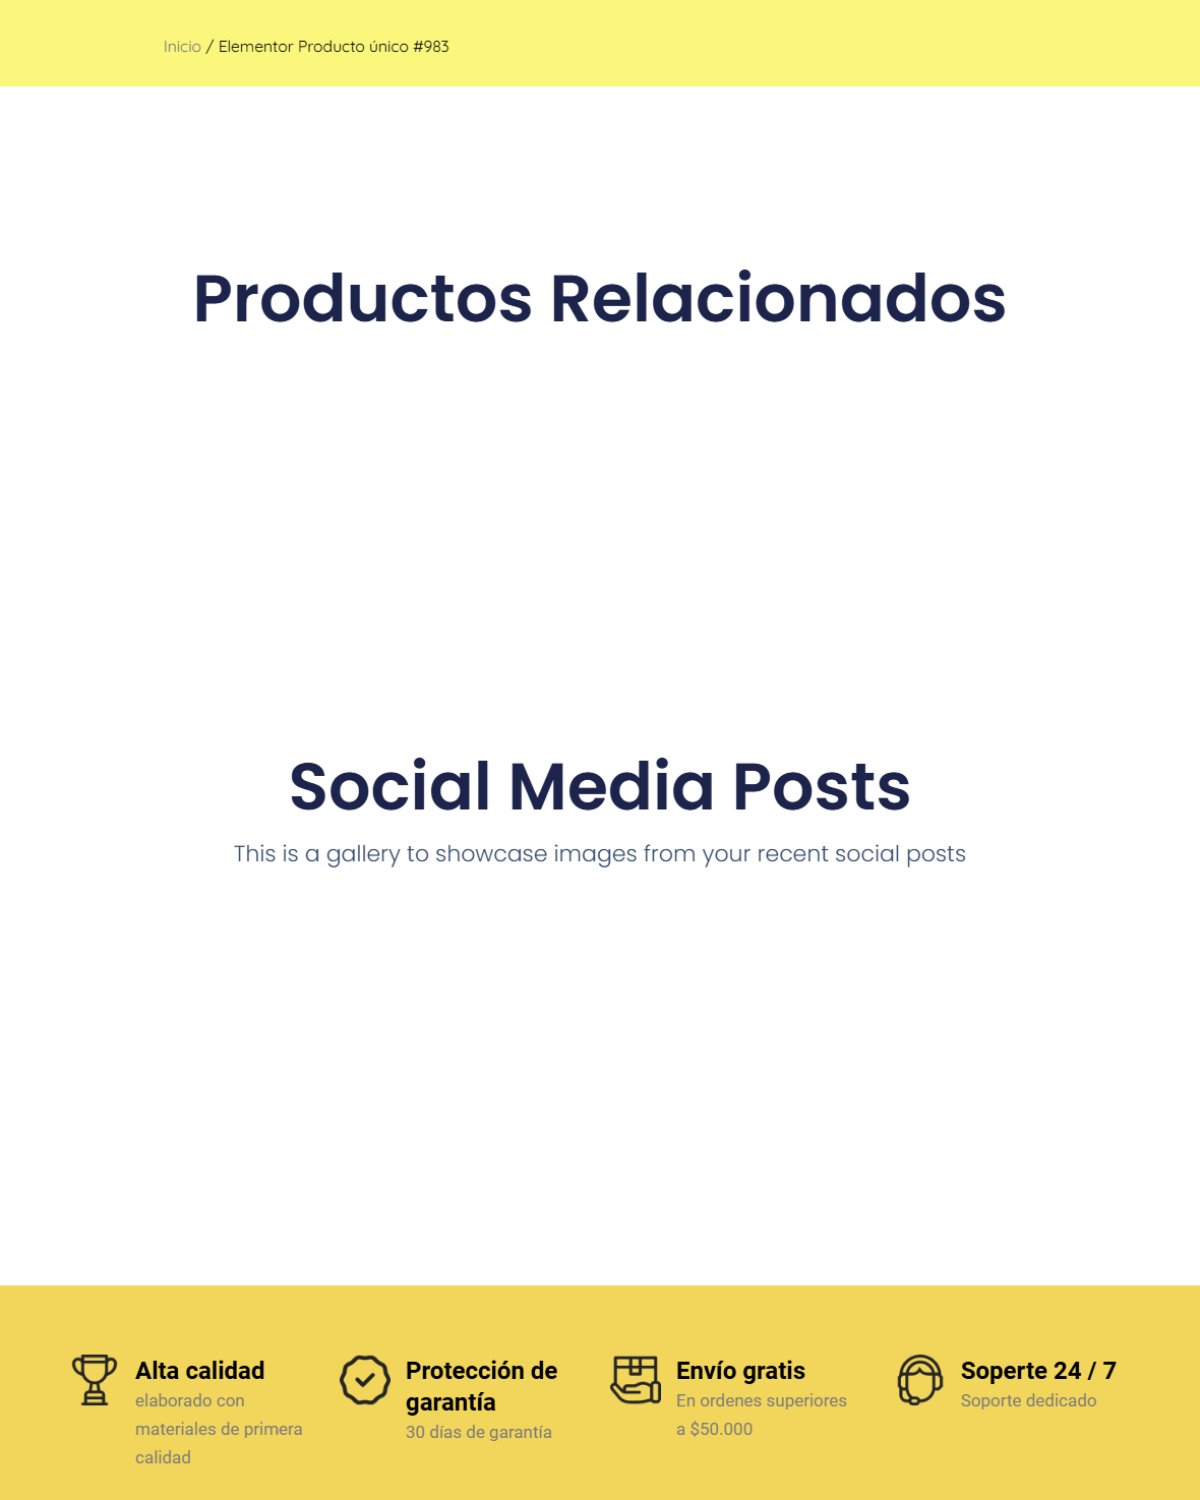 Inicio / Elementor Producto único #983
Productos Relacionados
Social Media Posts
This is a gallery to showcase images from your recent social posts
Alta calidad
elaborado con
materiales de primera
calidad
Protección de
garantía
30 días de garantía
Envío gratis
En ordenes superiores
a $50.000
Soperte 24 / 7
Soporte dedicado